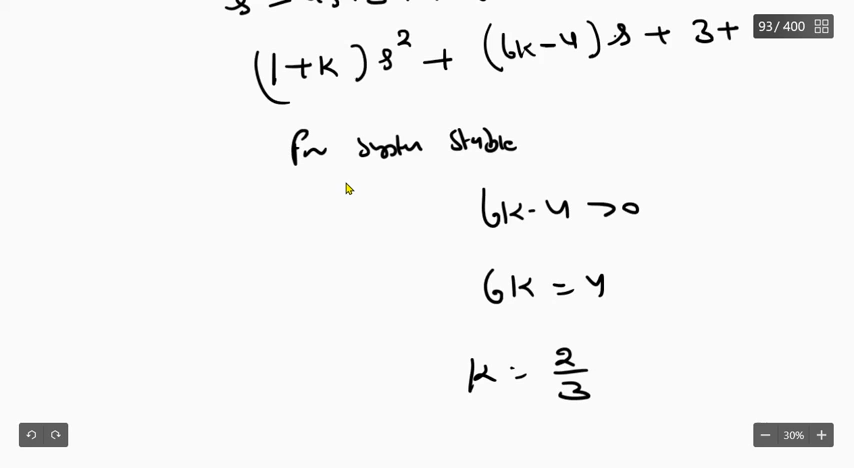 (1+k)s² + (6k-4)s + 3+
93 / 400
For system stable
6k-4 >0
6k = 4
k = 2/3
30%